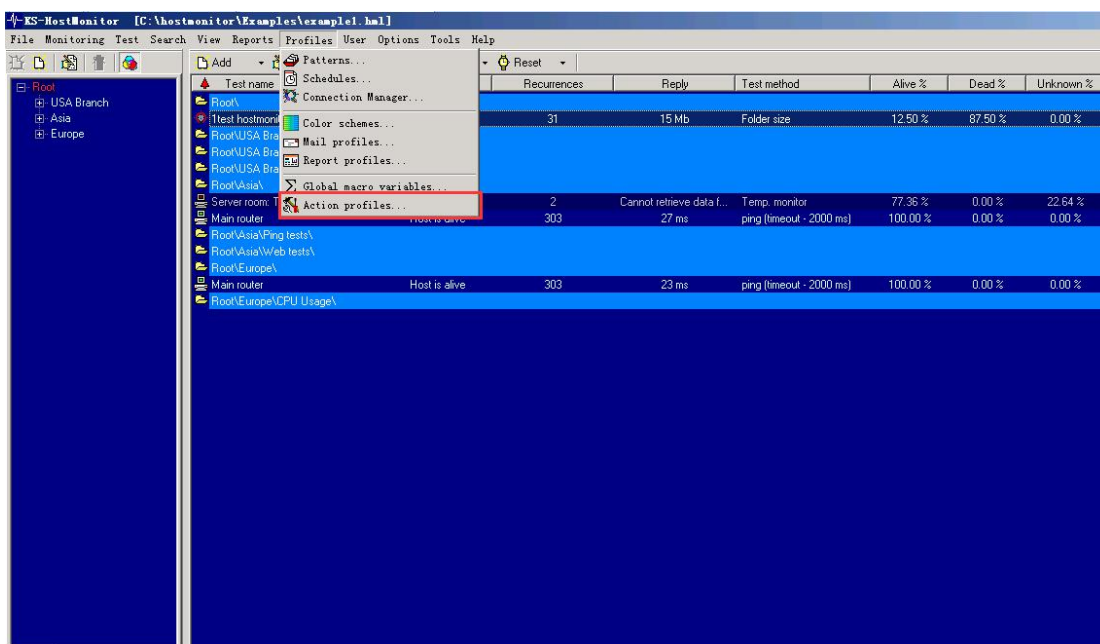 KS-HostMonitor [C:\hostmonitor\Examples\example1.hml]
File Monitoring Test Search View Reports Profiles User Options Tools Help
Add Reset
Patterns...
Schedules...
Connection Manager...
Color schemes...
Mail profiles...
Report profiles...
Global macro variables...
Action profiles...
Root
USA Branch
Asia
Europe
Test name Recurrences Reply Test method Alive % Dead % Unknown %
Root\
1test hostmoni 31 15 Mb Folder size 12.50 % 87.50 % 0.00 %
Root\USA Bra
Root\USA Bra
Root\USA Bra
Root\Asia\
Server room: T 2 Cannot retrieve data f... Temp. monitor 77.36 % 0.00 % 22.64 %
Main router Host is alive 303 27 ms ping (timeout - 2000 ms) 100.00 % 0.00 % 0.00 %
Root\Asia\Ping tests\
Root\Asia\Web tests\
Root\Europe\
Main router Host is alive 303 23 ms ping (timeout - 2000 ms) 100.00 % 0.00 % 0.00 %
Root\Europe\CPU Usage\